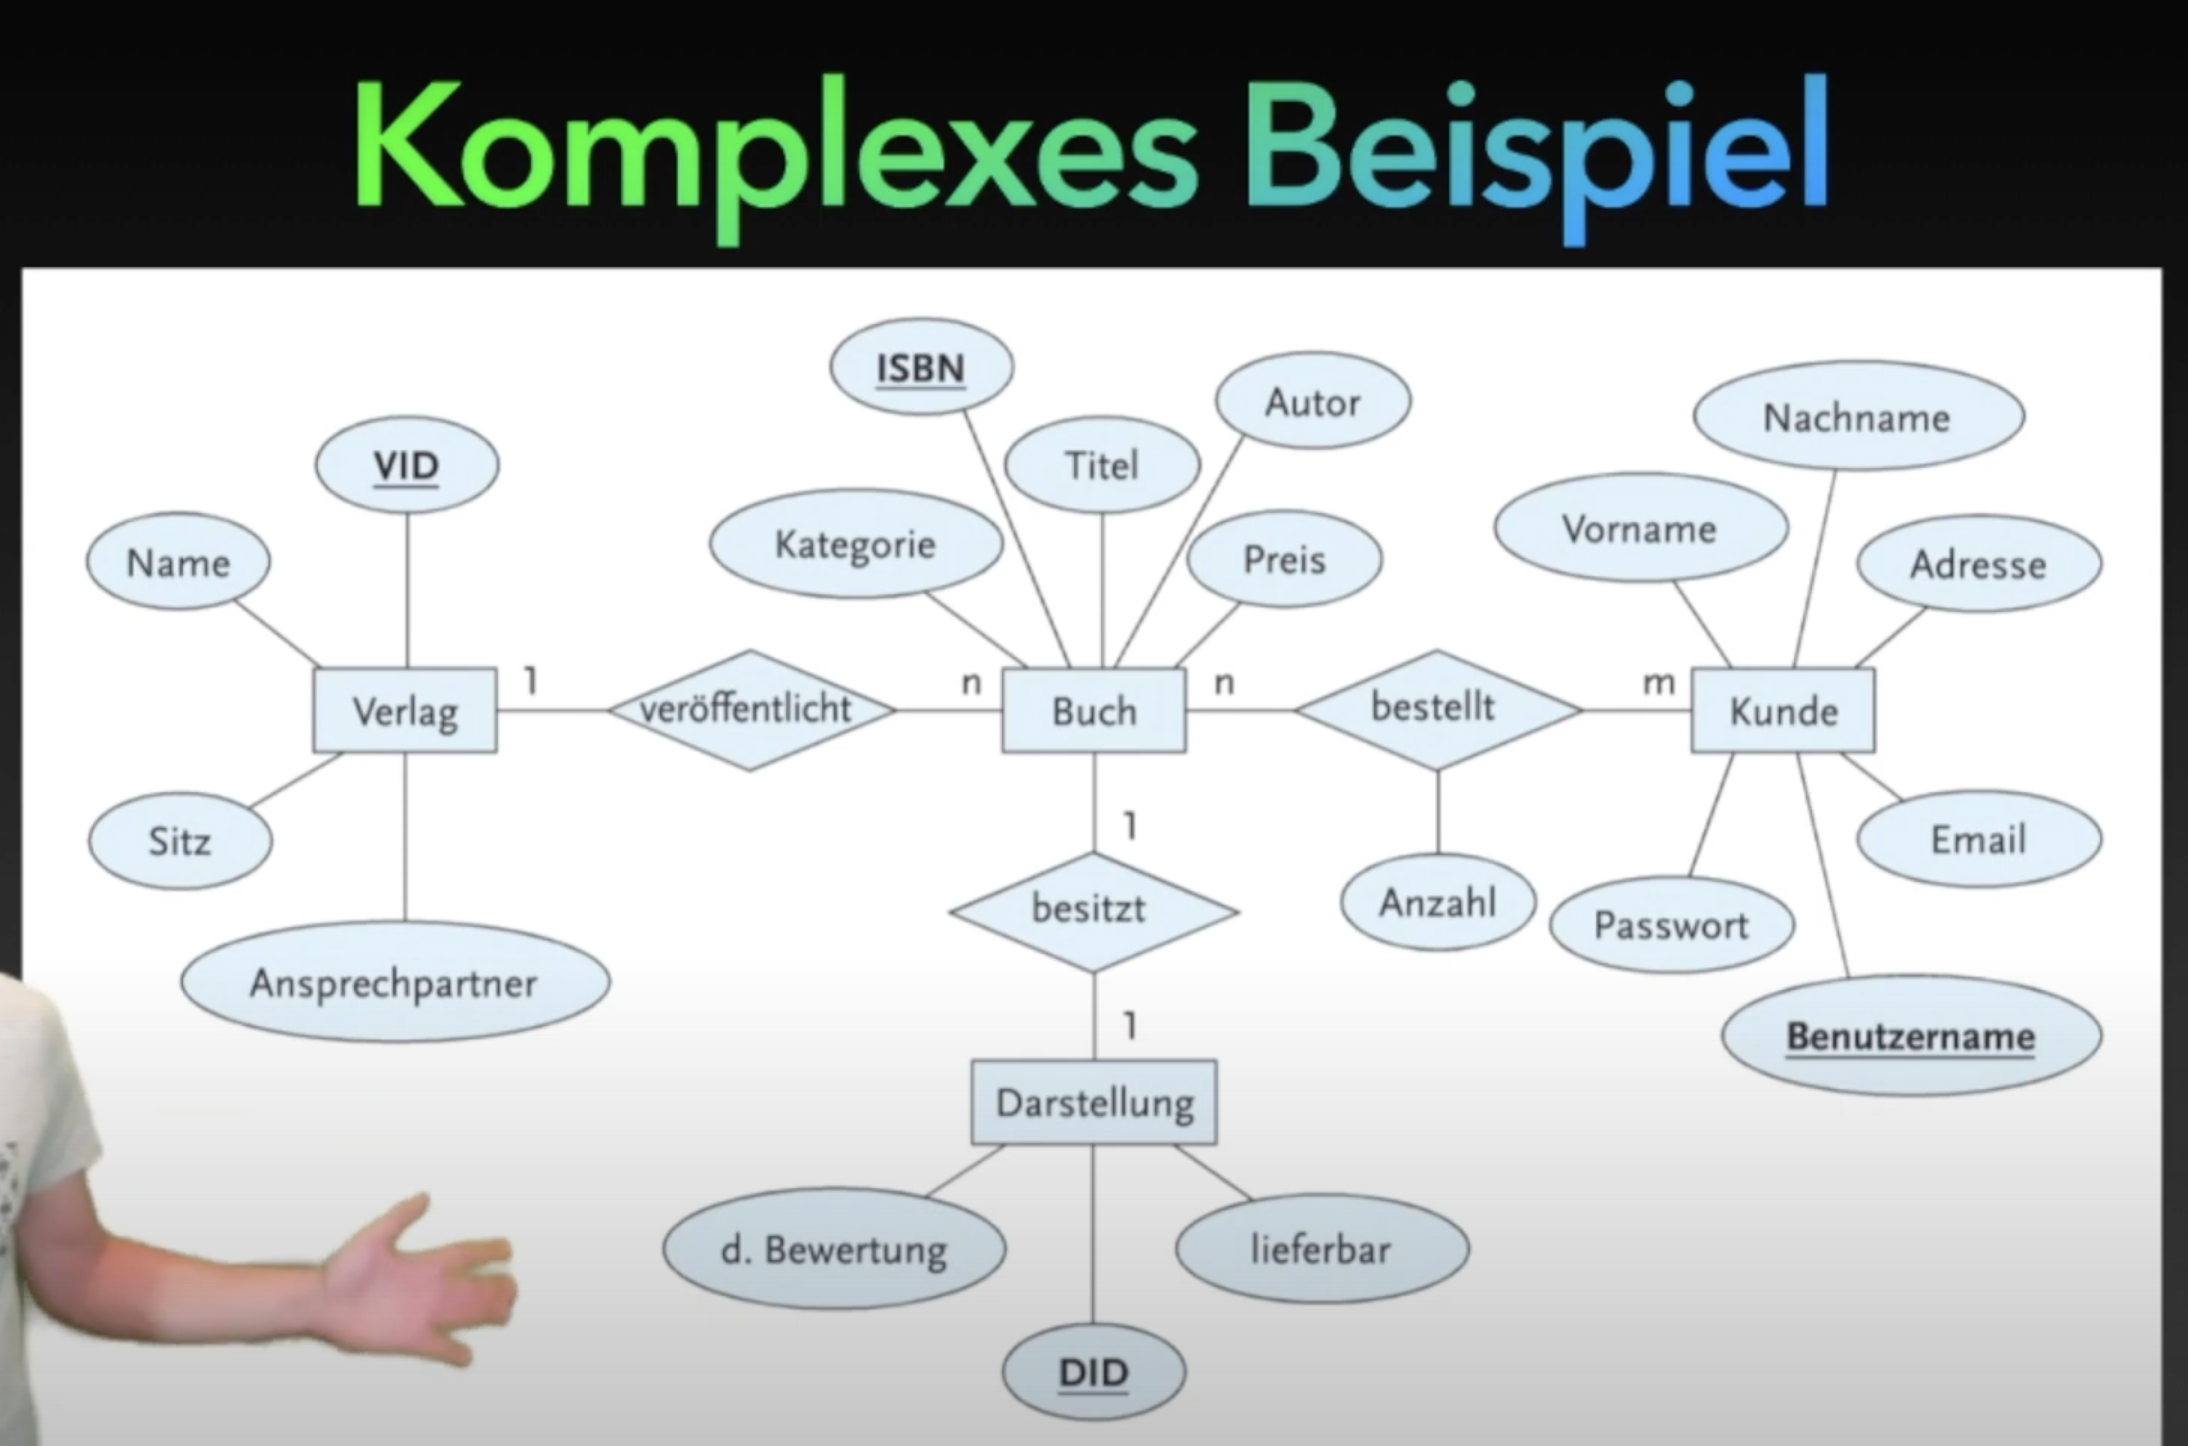 Komplexes Beispiel
ISBN
Autor
Nachname
VID
Titel
Vorname
Name
Kategorie
Preis
Adresse
1
n
n
m
Verlag
veröffentlicht
Buch
bestellt
Kunde
Sitz
1
Email
besitzt
Anzahl
Passwort
Ansprechpartner
1
Benutzername
Darstellung
d. Bewertung
lieferbar
DID